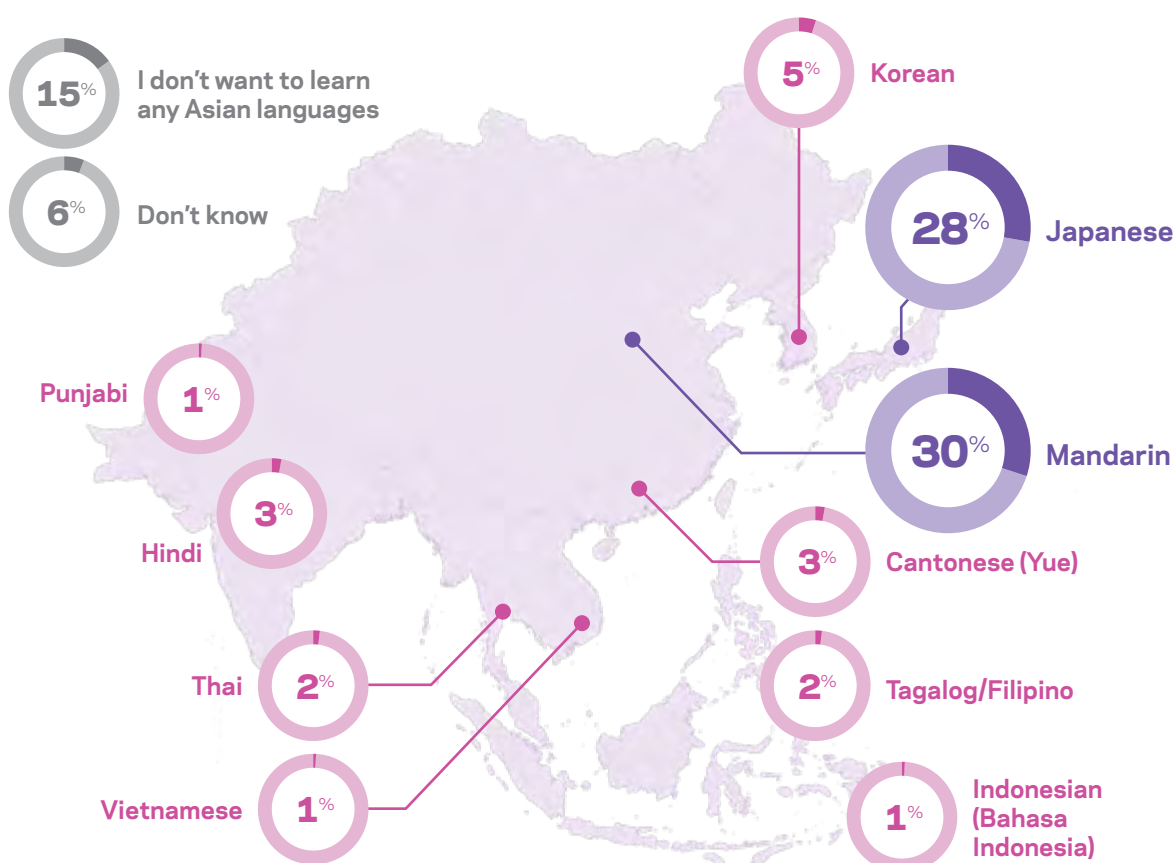 15%
I don't want to learn
any Asian languages
6%
Don't know
5%
Korean
28%
Japanese
30%
Mandarin
Punjabi
1%
3%
Hindi
3%
Cantonese (Yue)
Thai
2%
2%
Tagalog/Filipino
Vietnamese
1%
1%
Indonesian
(Bahasa
Indonesia)